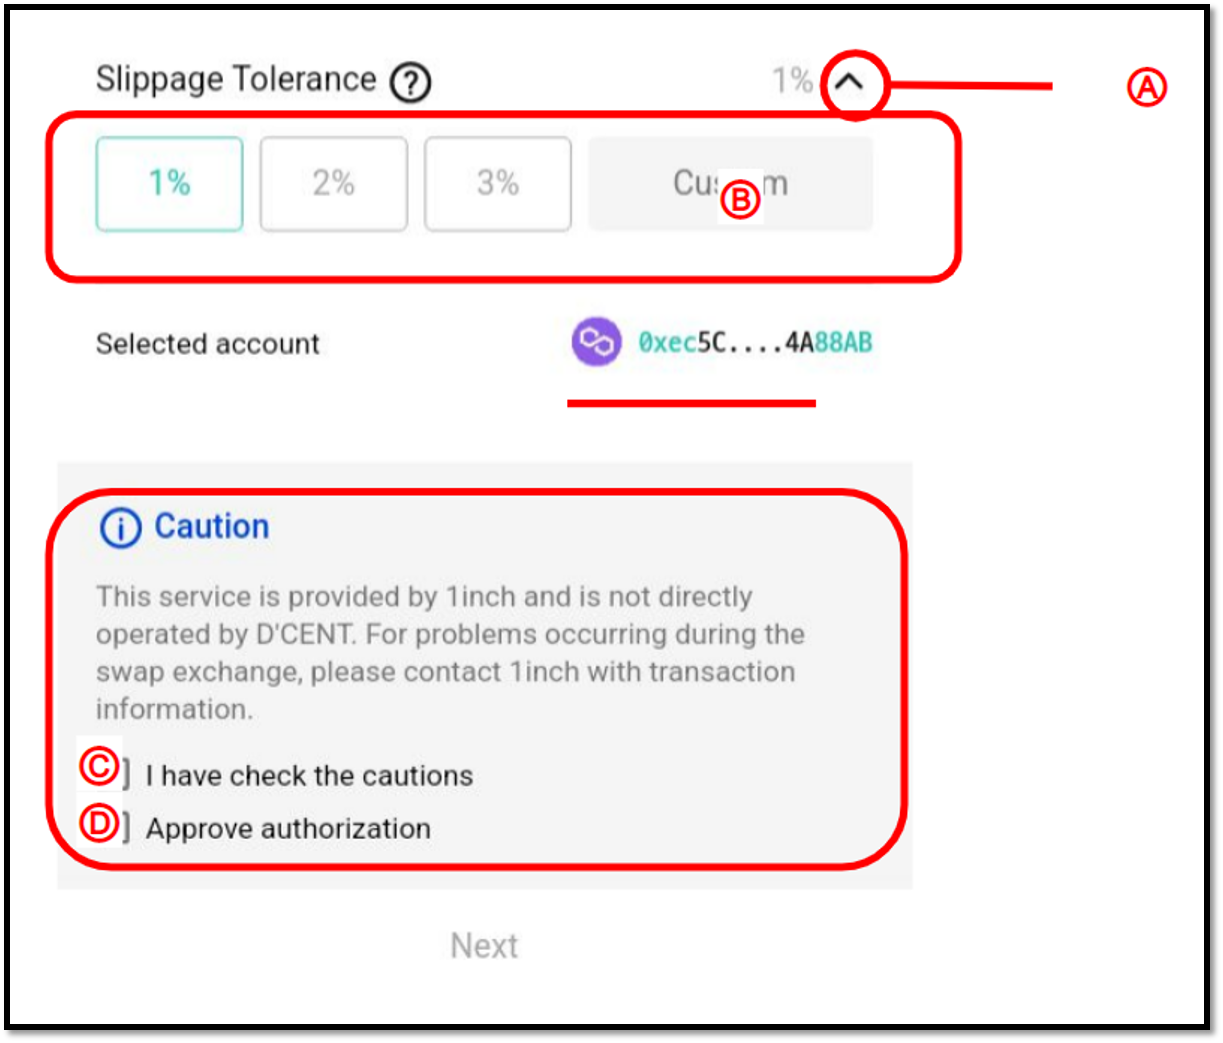 Slippage Tolerance ? 1% Ⓐ
1% 2% 3% Ⓑ
Selected account 0xec5C....4A88AB
Caution
This service is provided by 1inch and is not directly
operated by D'CENT. For problems occurring during the
swap exchange, please contact 1inch with transaction
information.
Ⓒ I have check the cautions
Ⓓ Approve authorization
Next